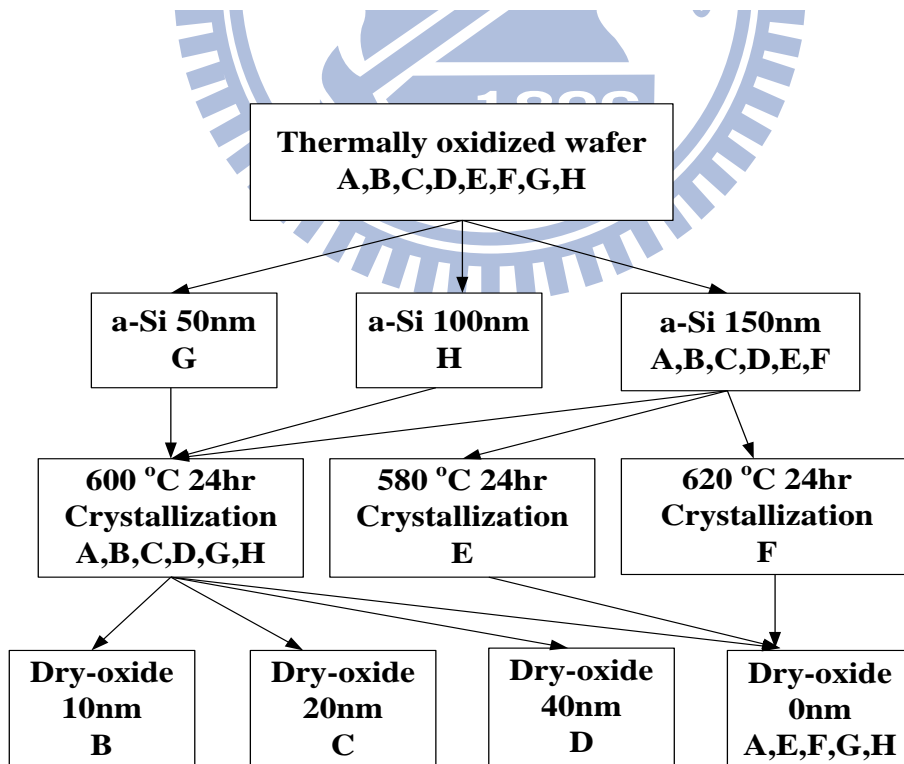 Thermally oxidized wafer
A,B,C,D,E,F,G,H
a-Si 50nm
G
a-Si 100nm
H
a-Si 150nm
A,B,C,D,E,F
600 °C 24hr
Crystallization
A,B,C,D,G,H
580 °C 24hr
Crystallization
E
620 °C 24hr
Crystallization
F
Dry-oxide
10nm
B
Dry-oxide
20nm
C
Dry-oxide
40nm
D
Dry-oxide
0nm
A,E,F,G,H